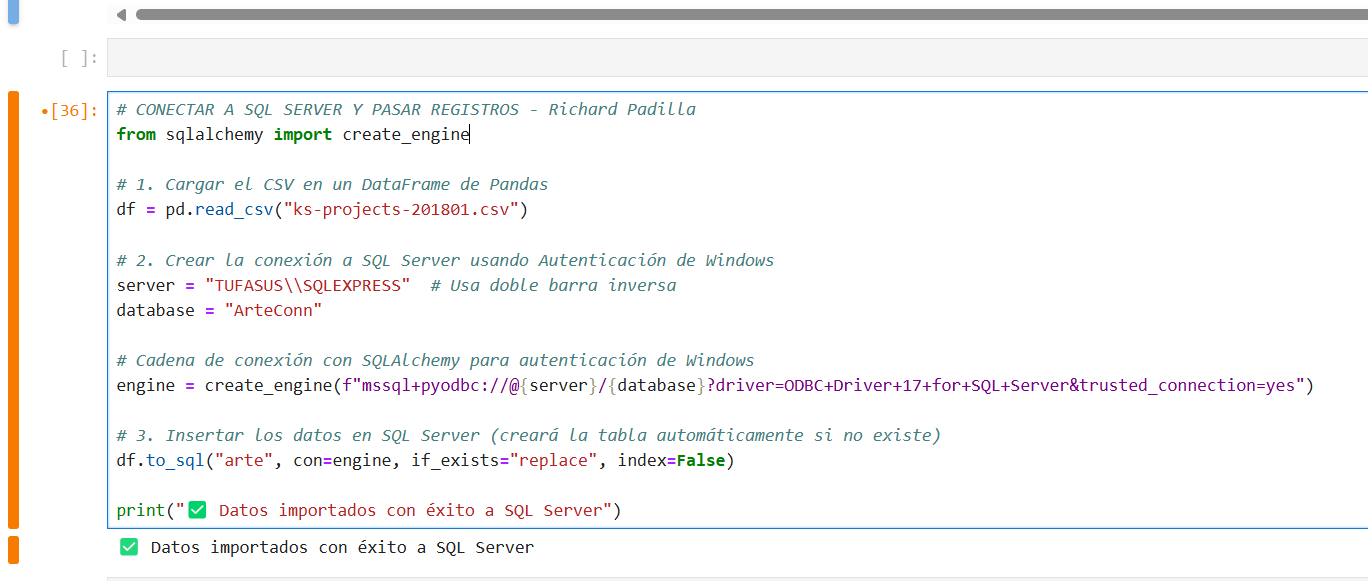 [ ]:
•[36]:
# CONECTAR A SQL SERVER Y PASAR REGISTROS - Richard Padilla
from sqlalchemy import create_engine
# 1. Cargar el CSV en un DataFrame de Pandas
df = pd.read_csv("ks-projects-201801.csv")
# 2. Crear la conexión a SQL Server usando Autenticación de Windows
server = "TUFASUS\\SQLEXPRESS"  # Usa doble barra inversa
database = "ArteConn"
# Cadena de conexión con SQLAlchemy para autenticación de Windows
engine = create_engine(f"mssql+pyodbc://@{server}/{database}?driver=ODBC+Driver+17+for+SQL+Server&trusted_connection=yes")
# 3. Insertar los datos en SQL Server (creará la tabla automáticamente si no existe)
df.to_sql("arte", con=engine, if_exists="replace", index=False)
print("✅ Datos importados con éxito a SQL Server")
✅ Datos importados con éxito a SQL Server